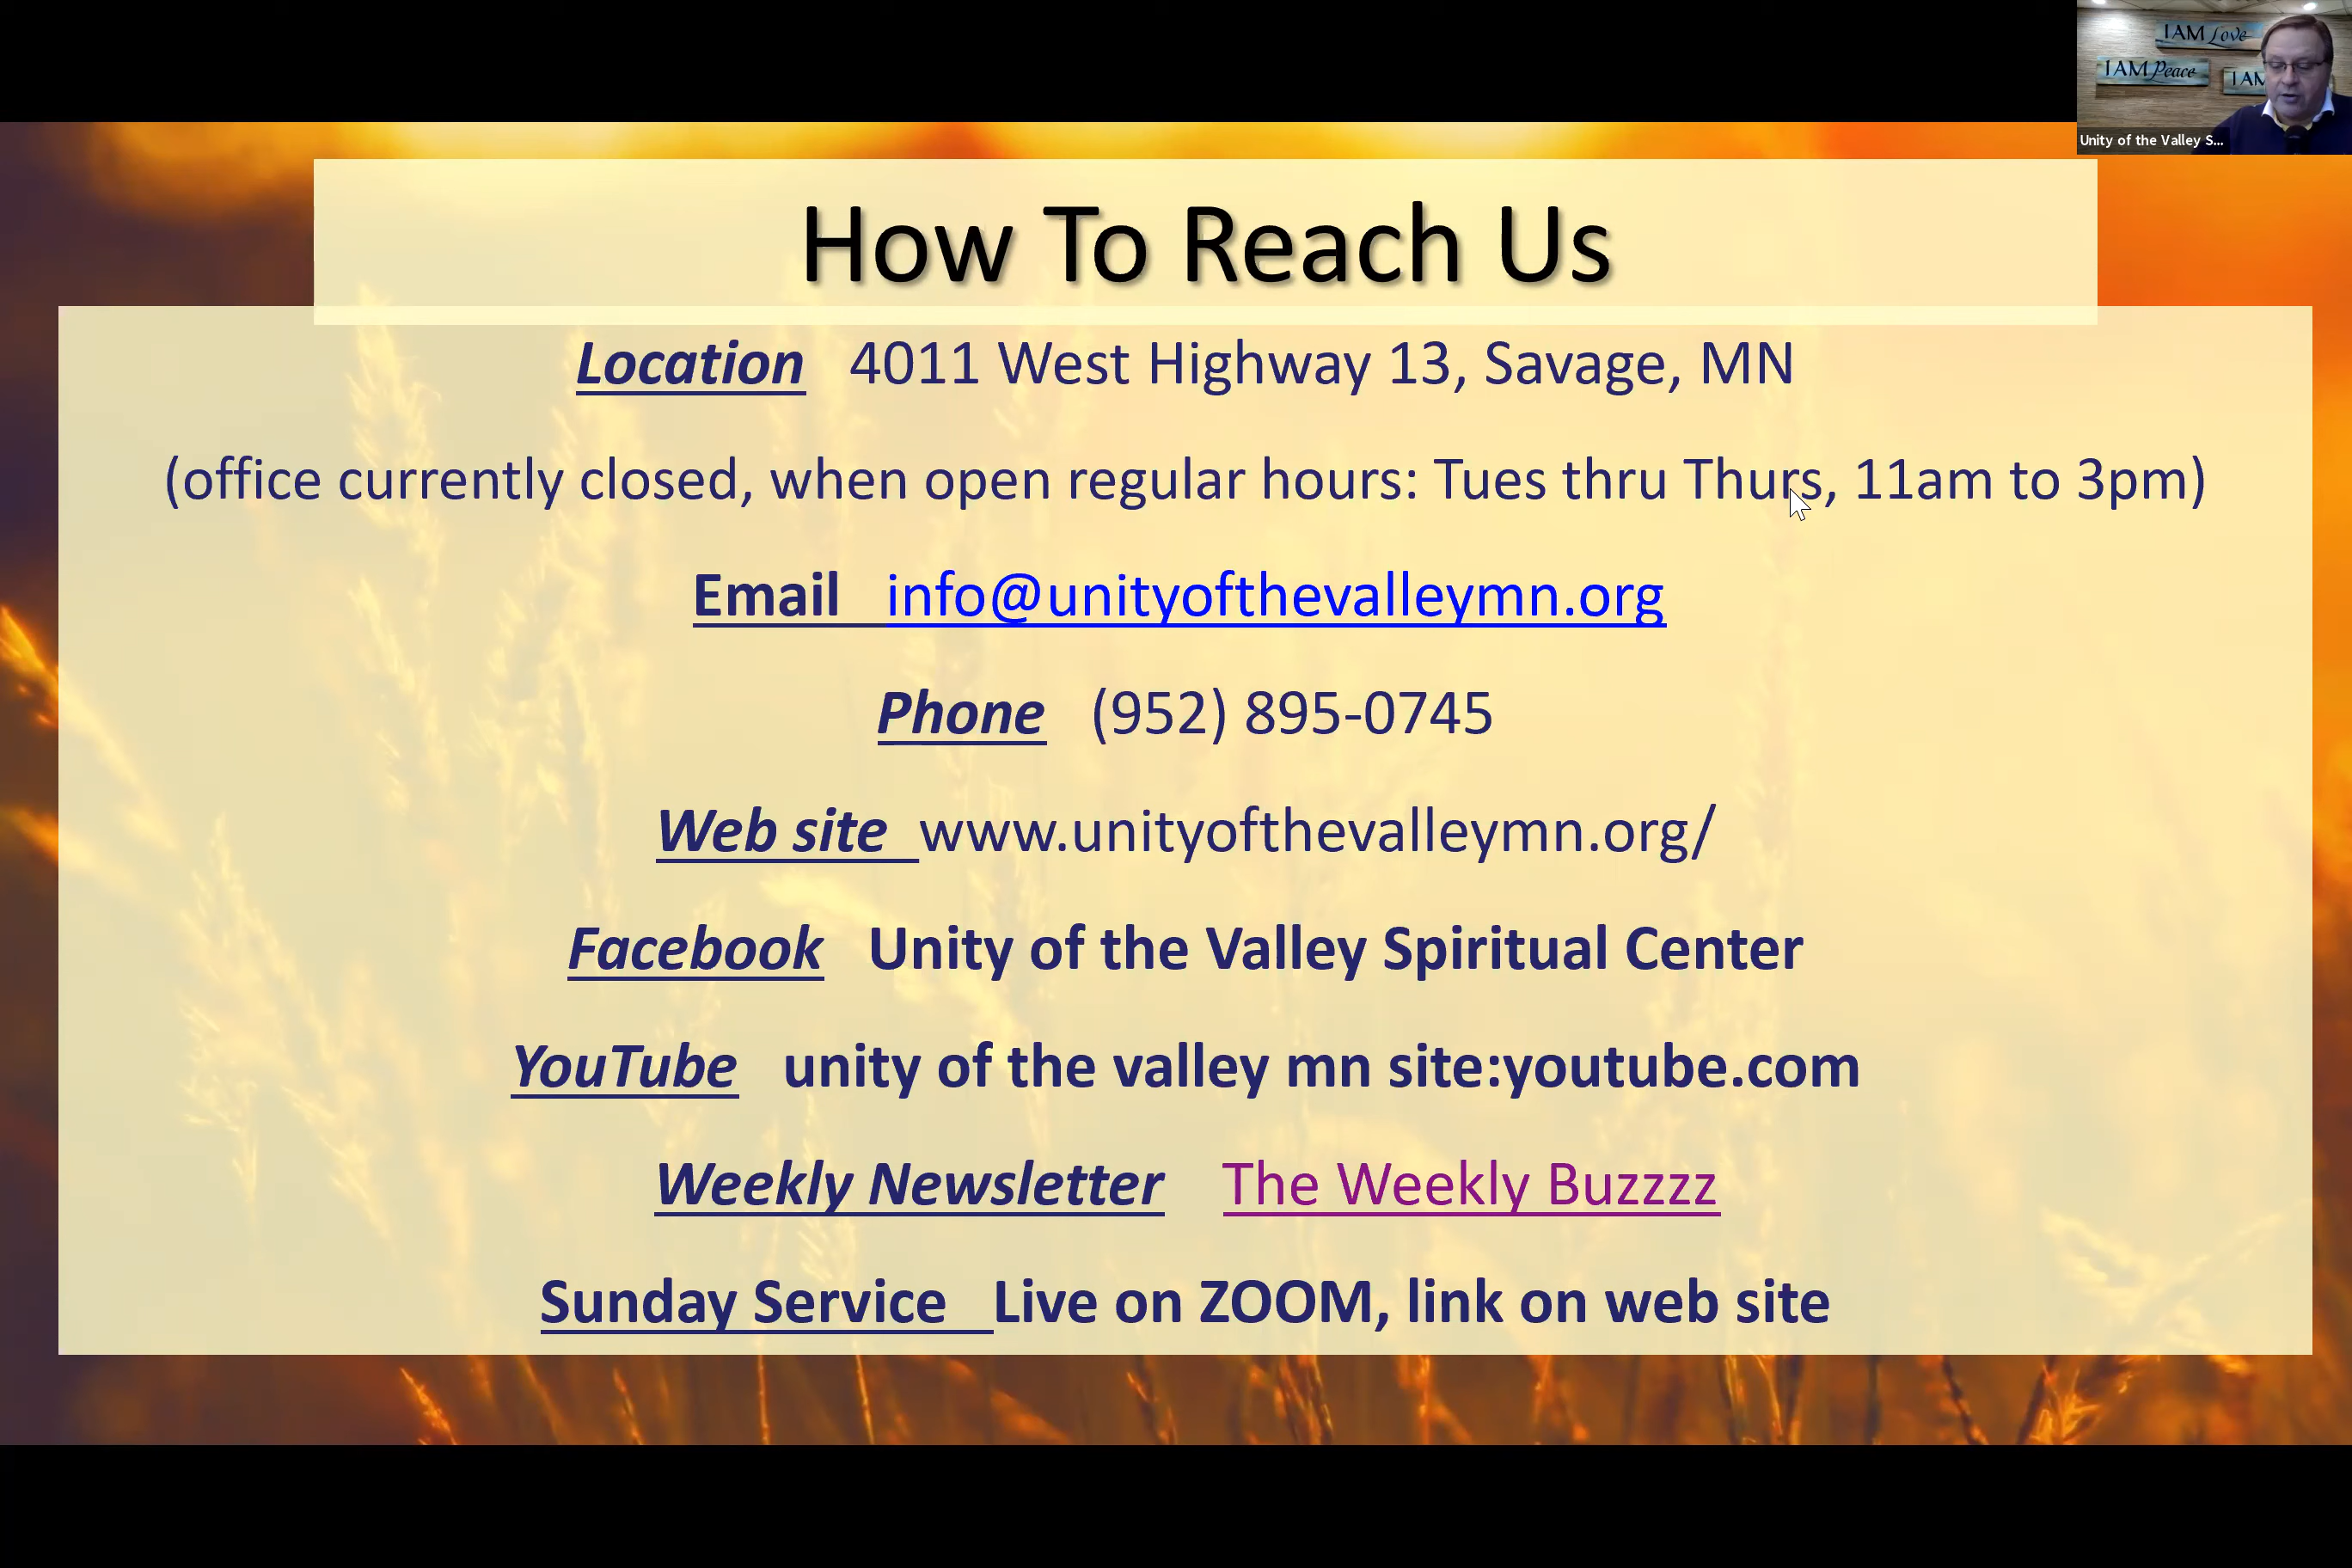 I AM Love
I AM Peace
I AM
Unity of the Valley S...
How To Reach Us
Location 4011 West Highway 13, Savage, MN
(office currently closed, when open regular hours: Tues thru Thurs, 11am to 3pm)
Email info@unityofthevalleymn.org
Phone (952) 895-0745
Web site www.unityofthevalleymn.org/
Facebook Unity of the Valley Spiritual Center
YouTube unity of the valley mn site:youtube.com
Weekly Newsletter The Weekly Buzzzz
Sunday Service Live on ZOOM, link on web site